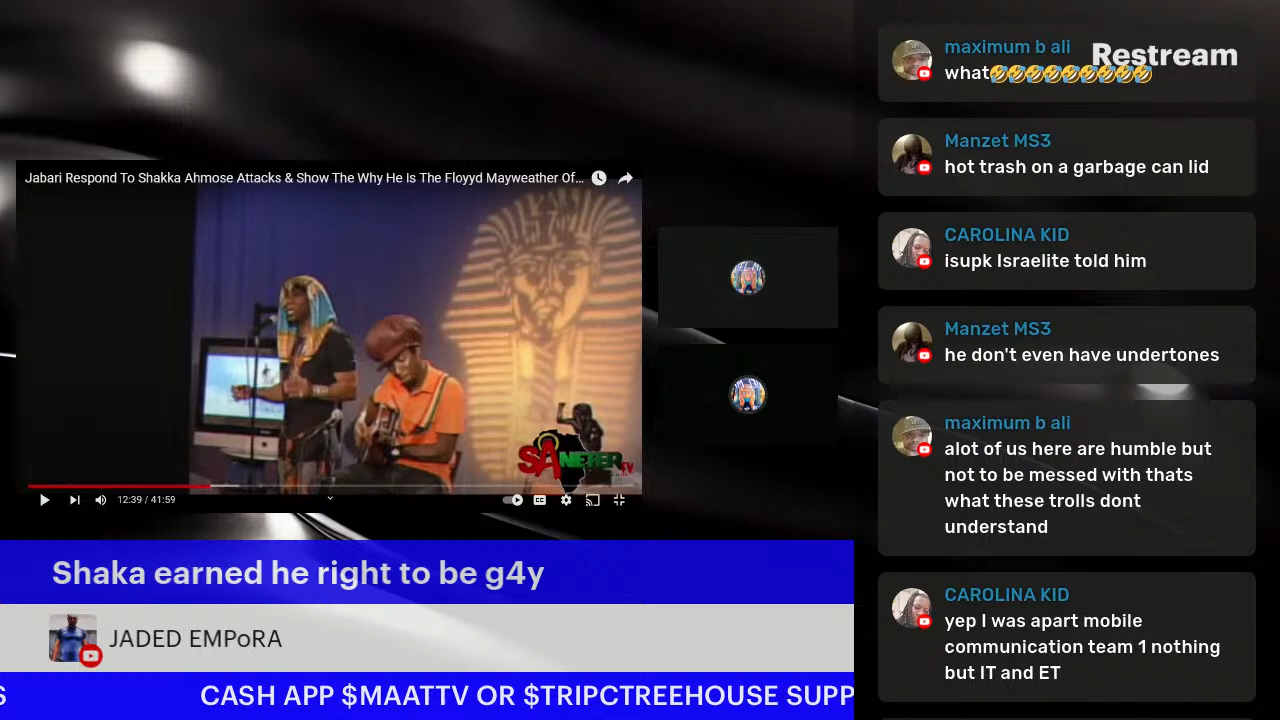 Jabari Respond To Shakka Ahmose Attacks & Show The Why He Is The Floyyd Mayweather Of...
SANETER TV
12:39 / 41:59
CC
Shaka earned he right to be g4y
JADED EMPoRA
S
CASH APP $MAATTV OR $TRIPCTREEHOUSE SUPP
Restream
maximum b ali
what🤣🤣🤣🤣🤣🤣🤣🤣🤣
Manzet MS3
hot trash on a garbage can lid
CAROLINA KID
isupk Israelite told him
Manzet MS3
he don't even have undertones
maximum b ali
alot of us here are humble but
not to be messed with thats
what these trolls dont
understand
CAROLINA KID
yep I was apart mobile
communication team 1 nothing
but IT and ET